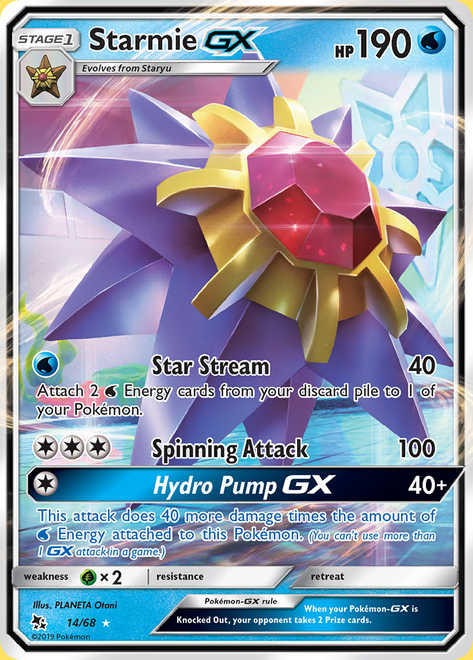 STAGE 1
Starmie GX
HP 190
Evolves from Staryu
Star Stream 40
Attach 2 Energy cards from your discard pile to 1 of
your Pokémon.
Spinning Attack 100
Hydro Pump GX 40+
This attack does 40 more damage times the amount of
Energy attached to this Pokémon. (You can't use more than
1 GX attack in a game.)
weakness × 2 resistance retreat
Illus. PLANETA Otani
14/68
©2019 Pokémon
Pokémon-GX rule
When your Pokémon-GX is
Knocked Out, your opponent takes 2 Prize cards.